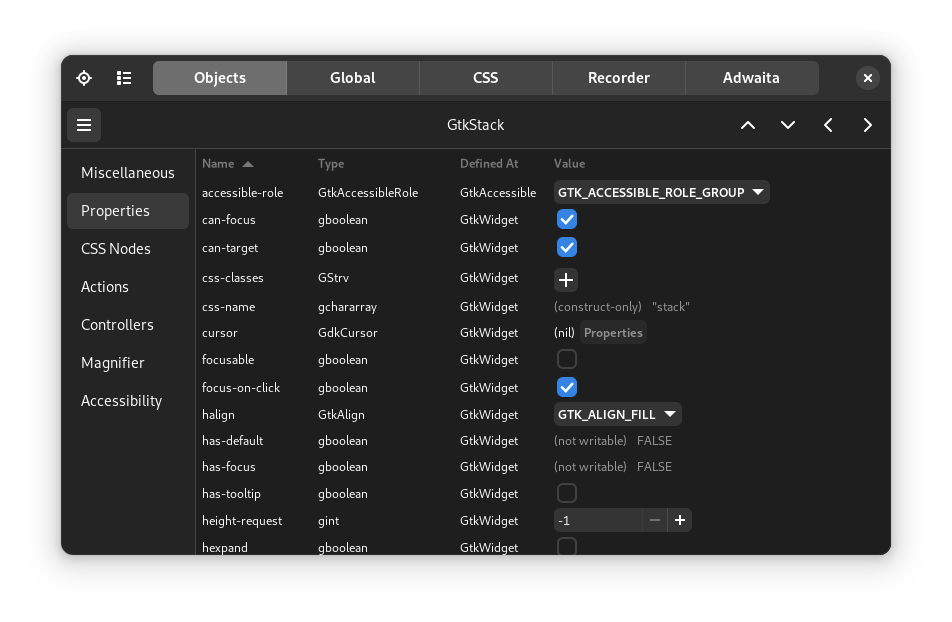 Objects Global CSS Recorder Adwaita
GtkStack
Miscellaneous
Properties
CSS Nodes
Actions
Controllers
Magnifier
Accessibility
Name Type Defined At Value
accessible-role GtkAccessibleRole GtkAccessible GTK_ACCESSIBLE_ROLE_GROUP
can-focus gboolean GtkWidget
can-target gboolean GtkWidget
css-classes GStrv GtkWidget
css-name gchararray GtkWidget (construct-only) "stack"
cursor GdkCursor GtkWidget (nil) Properties
focusable gboolean GtkWidget
focus-on-click gboolean GtkWidget
halign GtkAlign GtkWidget GTK_ALIGN_FILL
has-default gboolean GtkWidget (not writable) FALSE
has-focus gboolean GtkWidget (not writable) FALSE
has-tooltip gboolean GtkWidget
height-request gint GtkWidget -1
hexpand gboolean GtkWidget